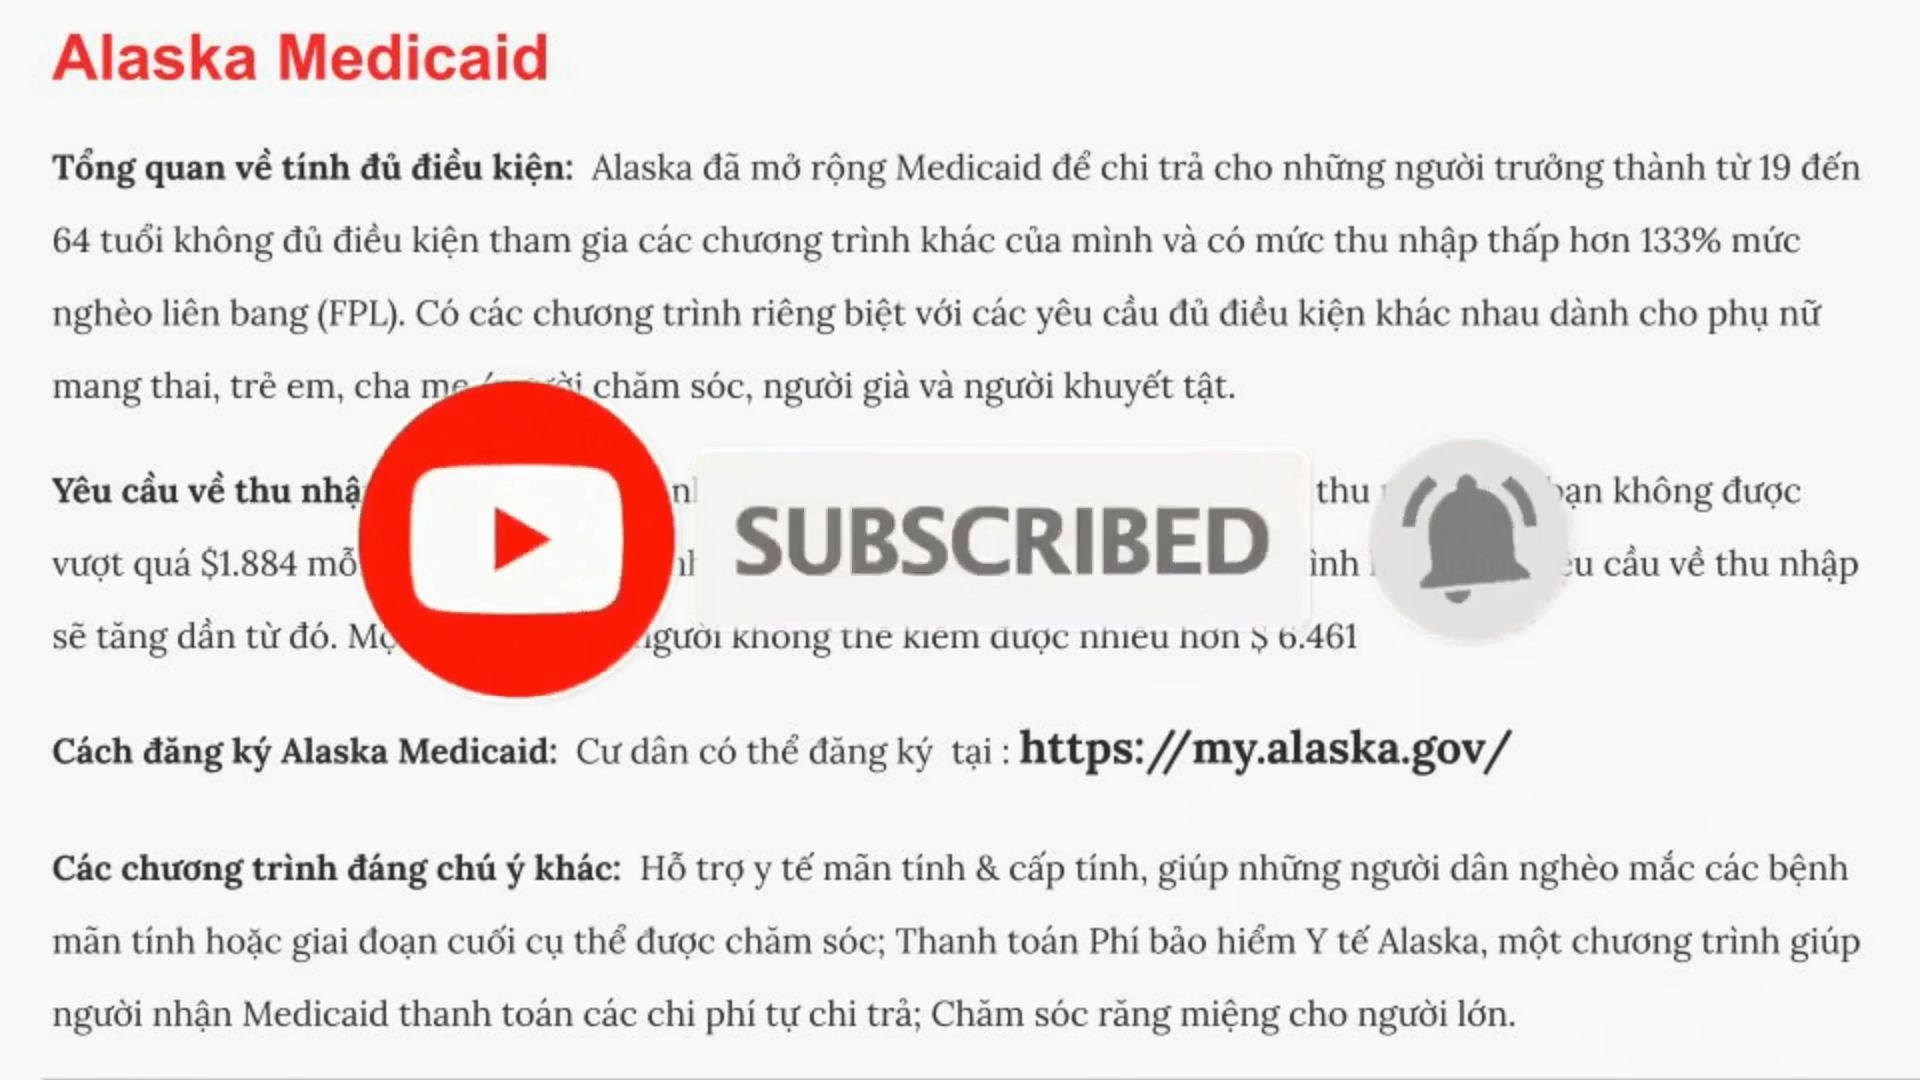 Alaska Medicaid
Tổng quan về tính đủ điều kiện: Alaska đã mở rộng Medicaid để chi trả cho những người trưởng thành từ 19 đến
64 tuổi không đủ điều kiện tham gia các chương trình khác của mình và có mức thu nhập thấp hơn 133% mức
nghèo liên bang (FPL). Có các chương trình riêng biệt với các yêu cầu đủ điều kiện khác nhau dành cho phụ nữ
mang thai, trẻ em, cha chăm sóc, người già và người khuyết tật.
Yêu cầu về thu thu bạn không được
vượt quá $1.884 cầu về thu nhập
SUBSCRIBED
sẽ tăng dần từ đó. người không thể kiếm được nhiều hơn $ 6.461
Cách đăng ký Alaska Medicaid: Cư dân có thể đăng ký tại : https://my.alaska.gov/
Các chương trình đáng chú ý khác: Hỗ trợ y tế mãn tính & cấp tính, giúp những người dân nghèo mắc các bệnh
mãn tính hoặc giai đoạn cuối cụ thể được chăm sóc; Thanh toán Phí bảo hiểm Y tế Alaska, một chương trình giúp
người nhận Medicaid thanh toán các chi phí tự chi trả; Chăm sóc răng miệng cho người lớn.